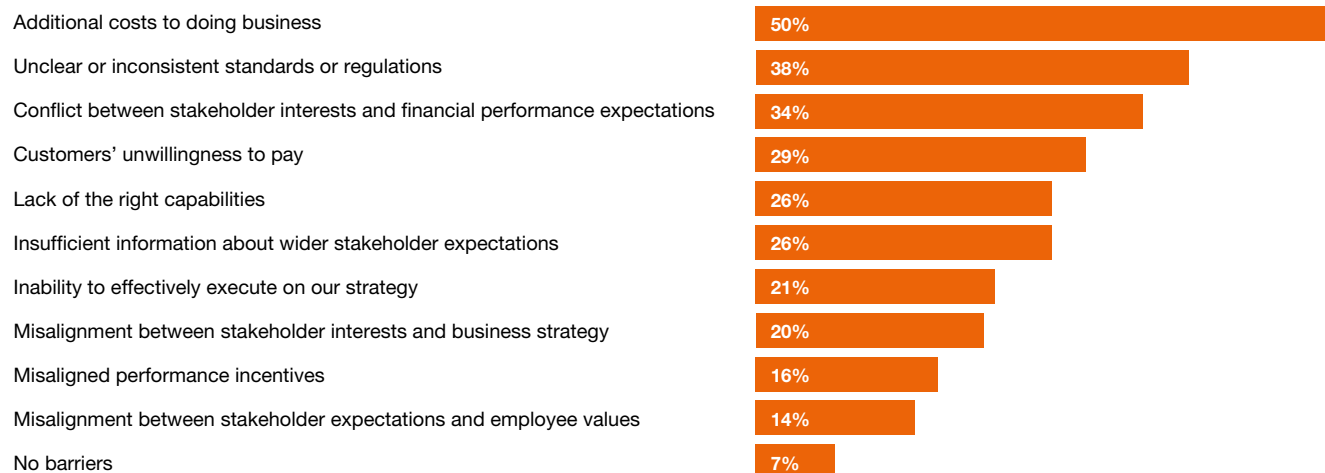 Additional costs to doing business 50%
Unclear or inconsistent standards or regulations 38%
Conflict between stakeholder interests and financial performance expectations 34%
Customers’ unwillingness to pay 29%
Lack of the right capabilities 26%
Insufficient information about wider stakeholder expectations 26%
Inability to effectively execute on our strategy 21%
Misalignment between stakeholder interests and business strategy 20%
Misaligned performance incentives 16%
Misalignment between stakeholder expectations and employee values 14%
No barriers 7%